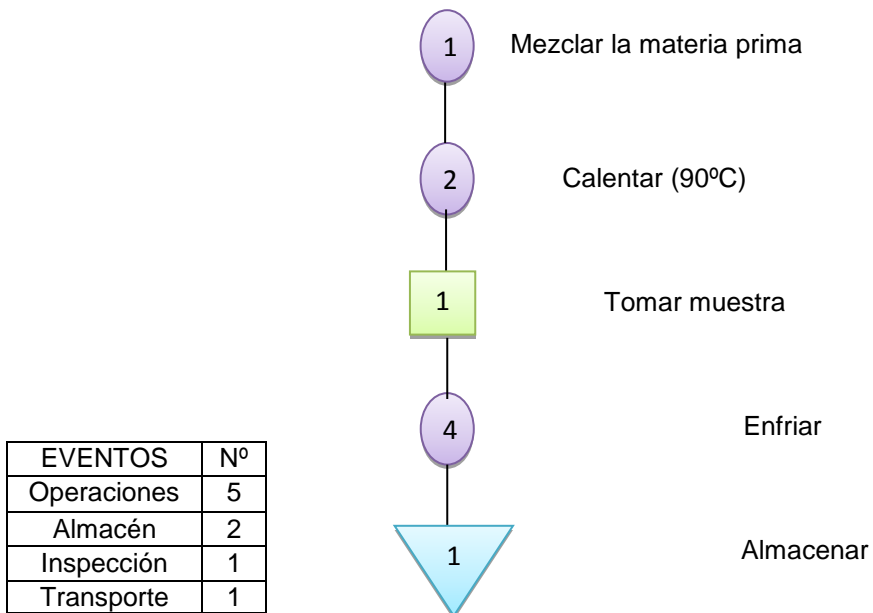 1 Mezclar la materia prima
2 Calentar (90ºC)
1 Tomar muestra
4 Enfriar
1 Almacenar
EVENTOS Nº
Operaciones 5
Almacén 2
Inspección 1
Transporte 1